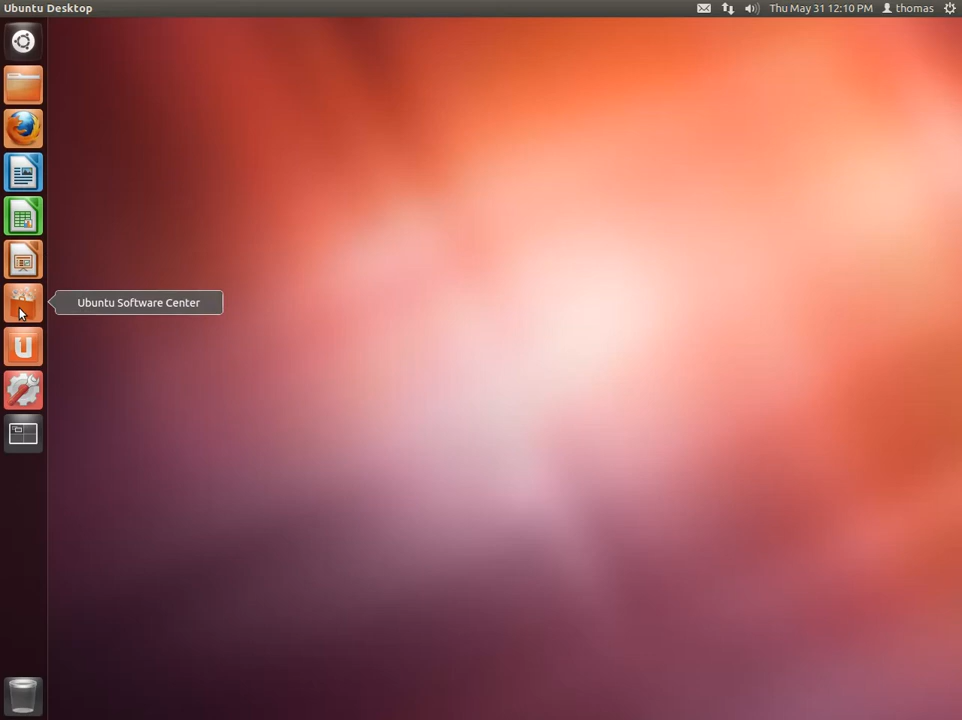 Ubuntu Desktop
Thu May 31 12:10 PM
thomas
Ubuntu Software Center
U